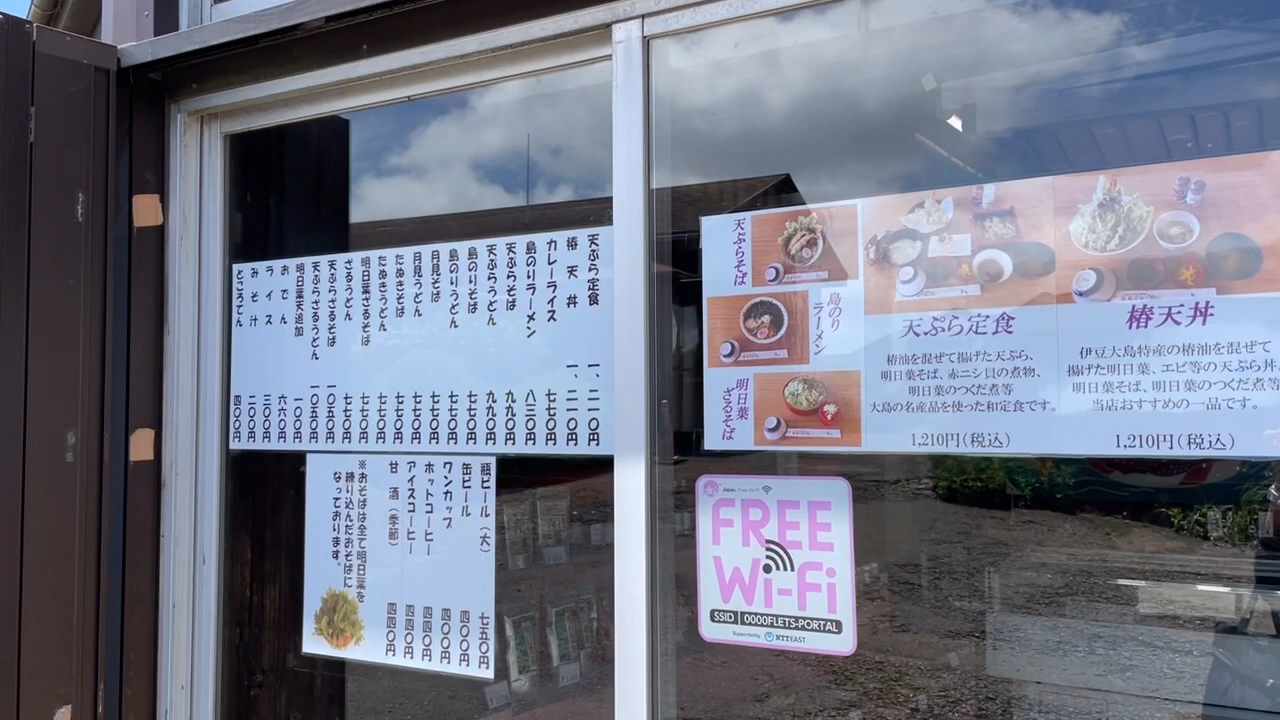 天ぷら定食 一、二一〇円
椿天丼 一、二一〇円
カレーライス 七七〇円
島のりラーメン 八三〇円
天ぷらそば 九九〇円
天ぷらうどん 九九〇円
島のりそば 七七〇円
島のりうどん 七七〇円
月見そば 七七〇円
月見うどん 七七〇円
たぬきそば 七七〇円
たぬきうどん 七七〇円
明日葉ざるそば 七七〇円
ざるうどん 七七〇円
天ぷらざるそば 一〇五〇円
天ぷらざるうどん 一〇五〇円
明日葉天追加 一〇〇円
おでん 六六〇円
ライス 三〇〇円
みそ汁 二〇〇円
ところてん 四〇〇円
瓶ビール（大） 七五〇円
缶ビール 四〇〇円
ワンカップ 四〇〇円
ホットコーヒー 四四〇円
アイスコーヒー 四四〇円
甘酒（季節） 四四〇円
※おそばは全て明日葉を
練り込んだおそばに
なっております。
天ぷらそば
島のり
ラーメン
明日葉
ざるそば
天ぷら定食
椿油を混ぜて揚げた天ぷら、
明日葉そば、赤ニシ貝の煮物、
明日葉のつくだ煮等
大島の名産品を使った和定食です。
1,210円（税込）
椿天丼
伊豆大島特産の椿油を混ぜて
揚げた明日葉、エビ等の天ぷら丼、
明日葉そば、明日葉のつくだ煮等
当店おすすめの一品です。
1,210円（税込）
Japan. Free Wi-Fi
FREE
Wi-Fi
SSID 0000FLETS-PORTAL
Supported by NTT EAST